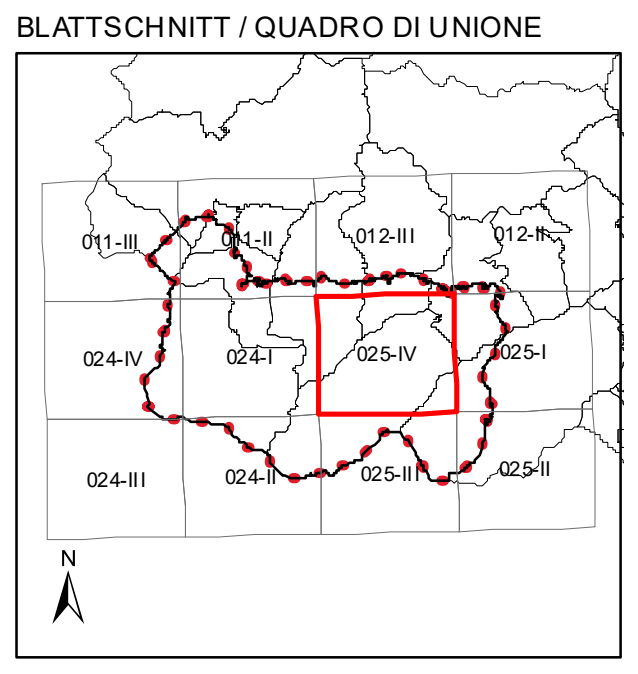 BLATTSCHNITT / QUADRO DI UNIONE
011-III
011-II
012-III
012-II
024-IV
024-I
025-IV
025-I
024-III
024-II
025-III
025-II
N